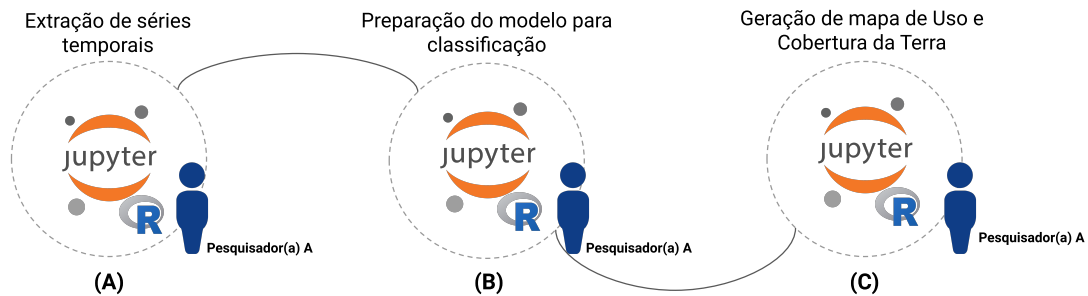 Extração de séries
temporais
Preparação do modelo para
classificação
Geração de mapa de Uso e
Cobertura da Terra
jupyter
R
Pesquisador(a) A
(A)
jupyter
R
Pesquisador(a) A
(B)
jupyter
R
Pesquisador(a) A
(C)